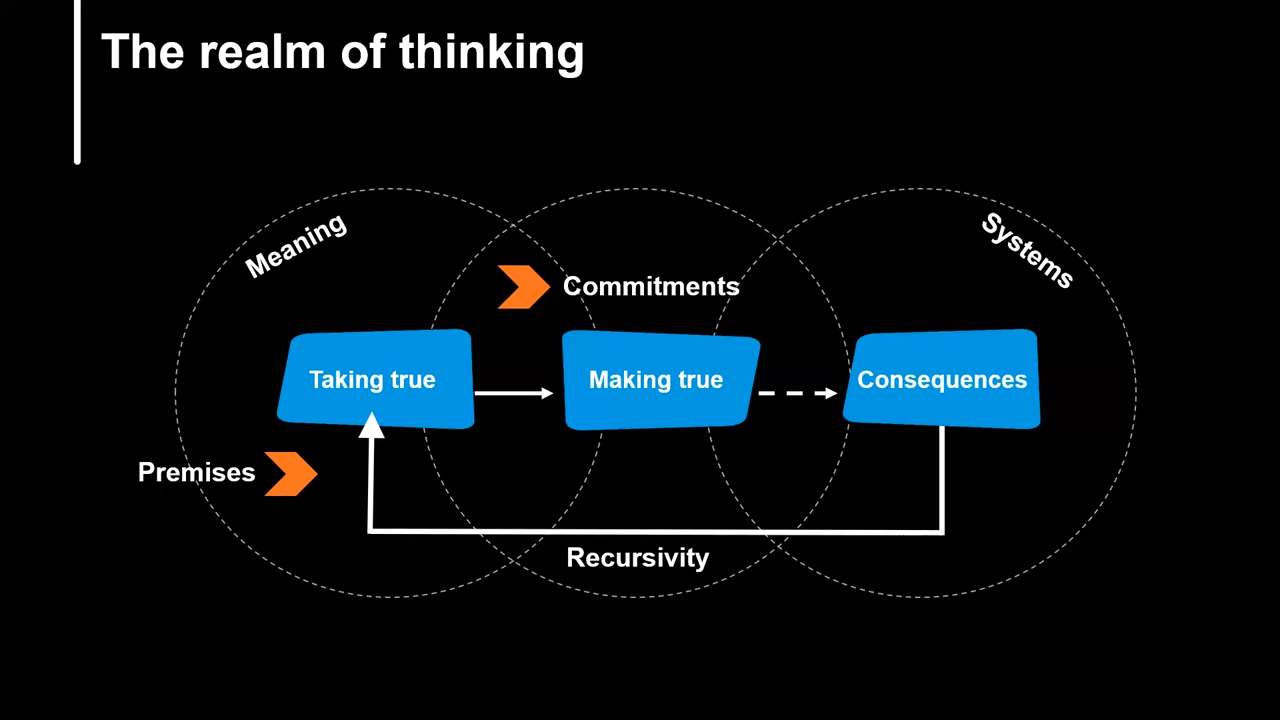 The realm of thinking
Meaning
Systems
Commitments
Taking true
Making true
Consequences
Premises
Recursivity